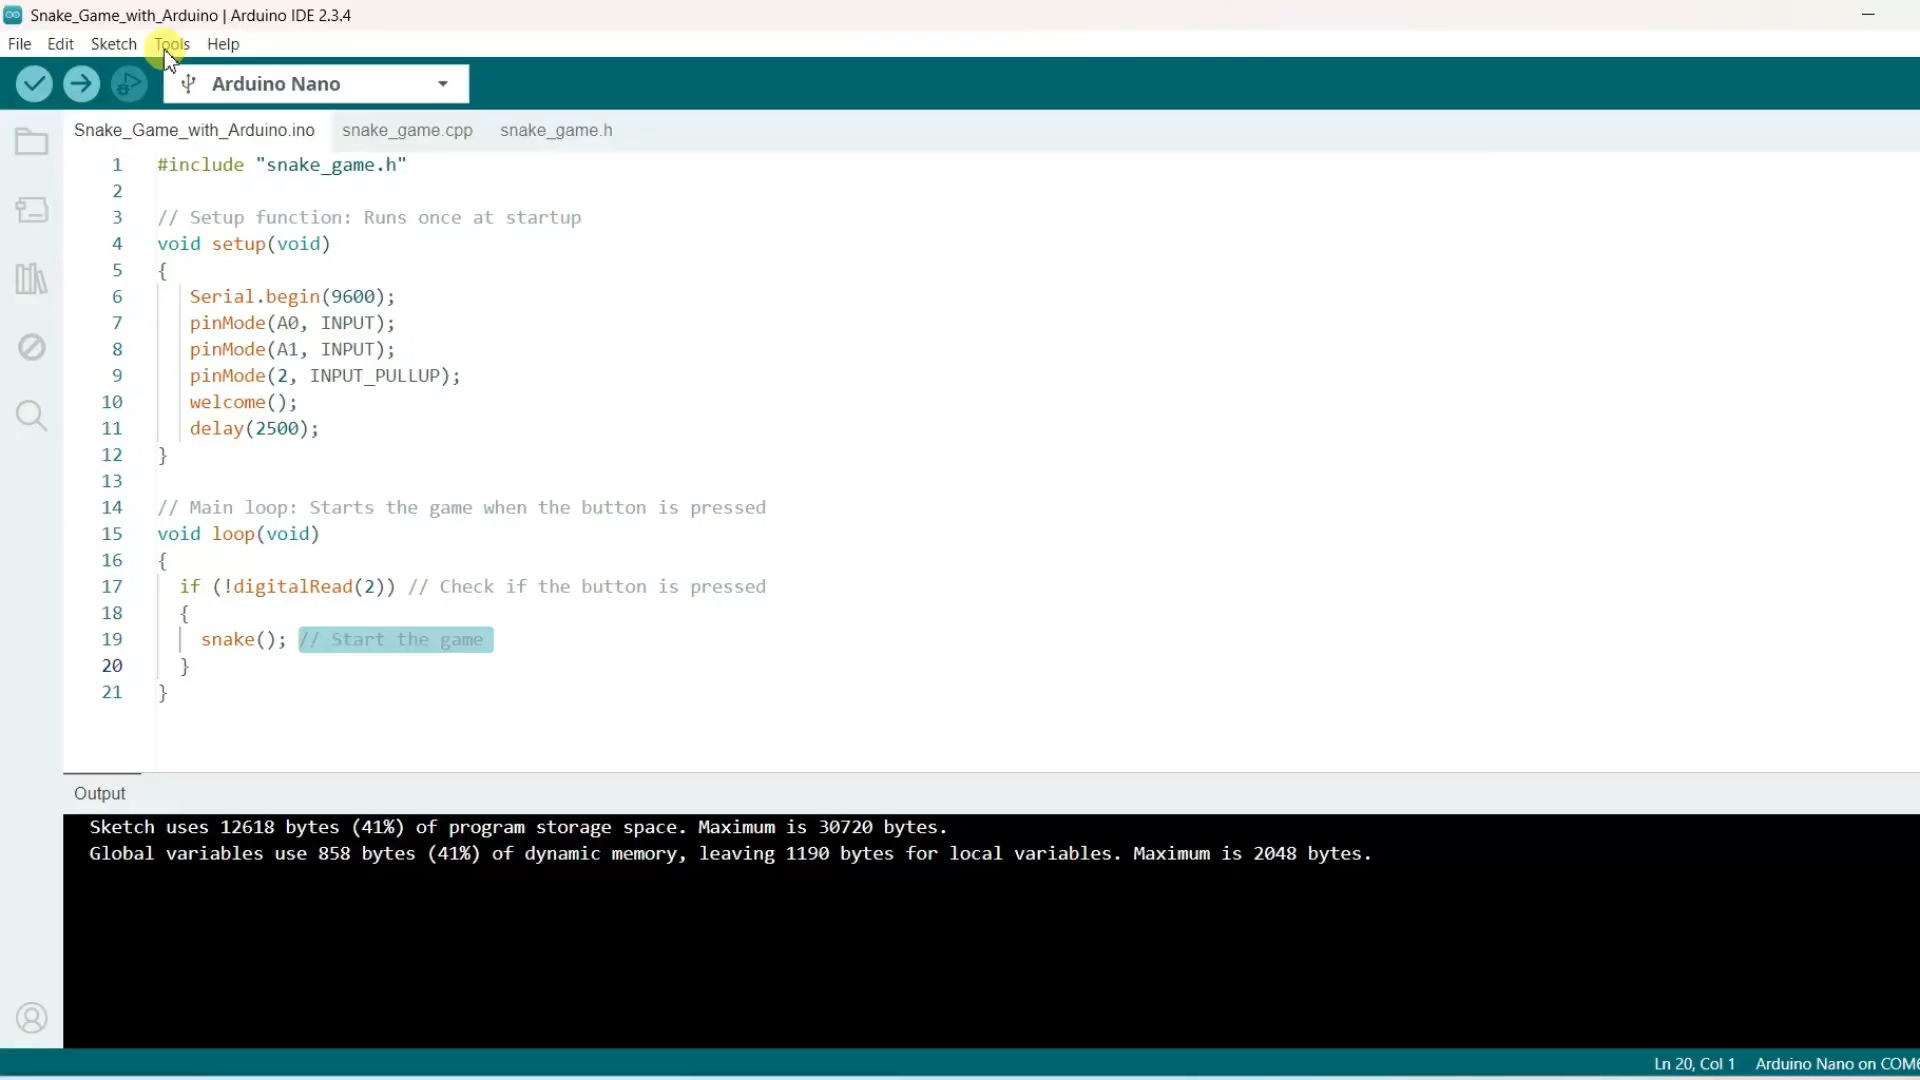 Snake_Game_with_Arduino | Arduino IDE 2.3.4
File Edit Sketch Tools Help
Arduino Nano
Snake_Game_with_Arduino.ino snake_game.cpp snake_game.h
1 #include "snake_game.h"
2
3 // Setup function: Runs once at startup
4 void setup(void)
5 {
6 Serial.begin(9600);
7 pinMode(A0, INPUT);
8 pinMode(A1, INPUT);
9 pinMode(2, INPUT_PULLUP);
10 welcome();
11 delay(2500);
12 }
13
14 // Main loop: Starts the game when the button is pressed
15 void loop(void)
16 {
17 if (!digitalRead(2)) // Check if the button is pressed
18 {
19 snake(); // Start the game
20 }
21 }
Output
Sketch uses 12618 bytes (41%) of program storage space. Maximum is 30720 bytes.
Global variables use 858 bytes (41%) of dynamic memory, leaving 1190 bytes for local variables. Maximum is 2048 bytes.
Ln 20, Col 1 Arduino Nano on COM6